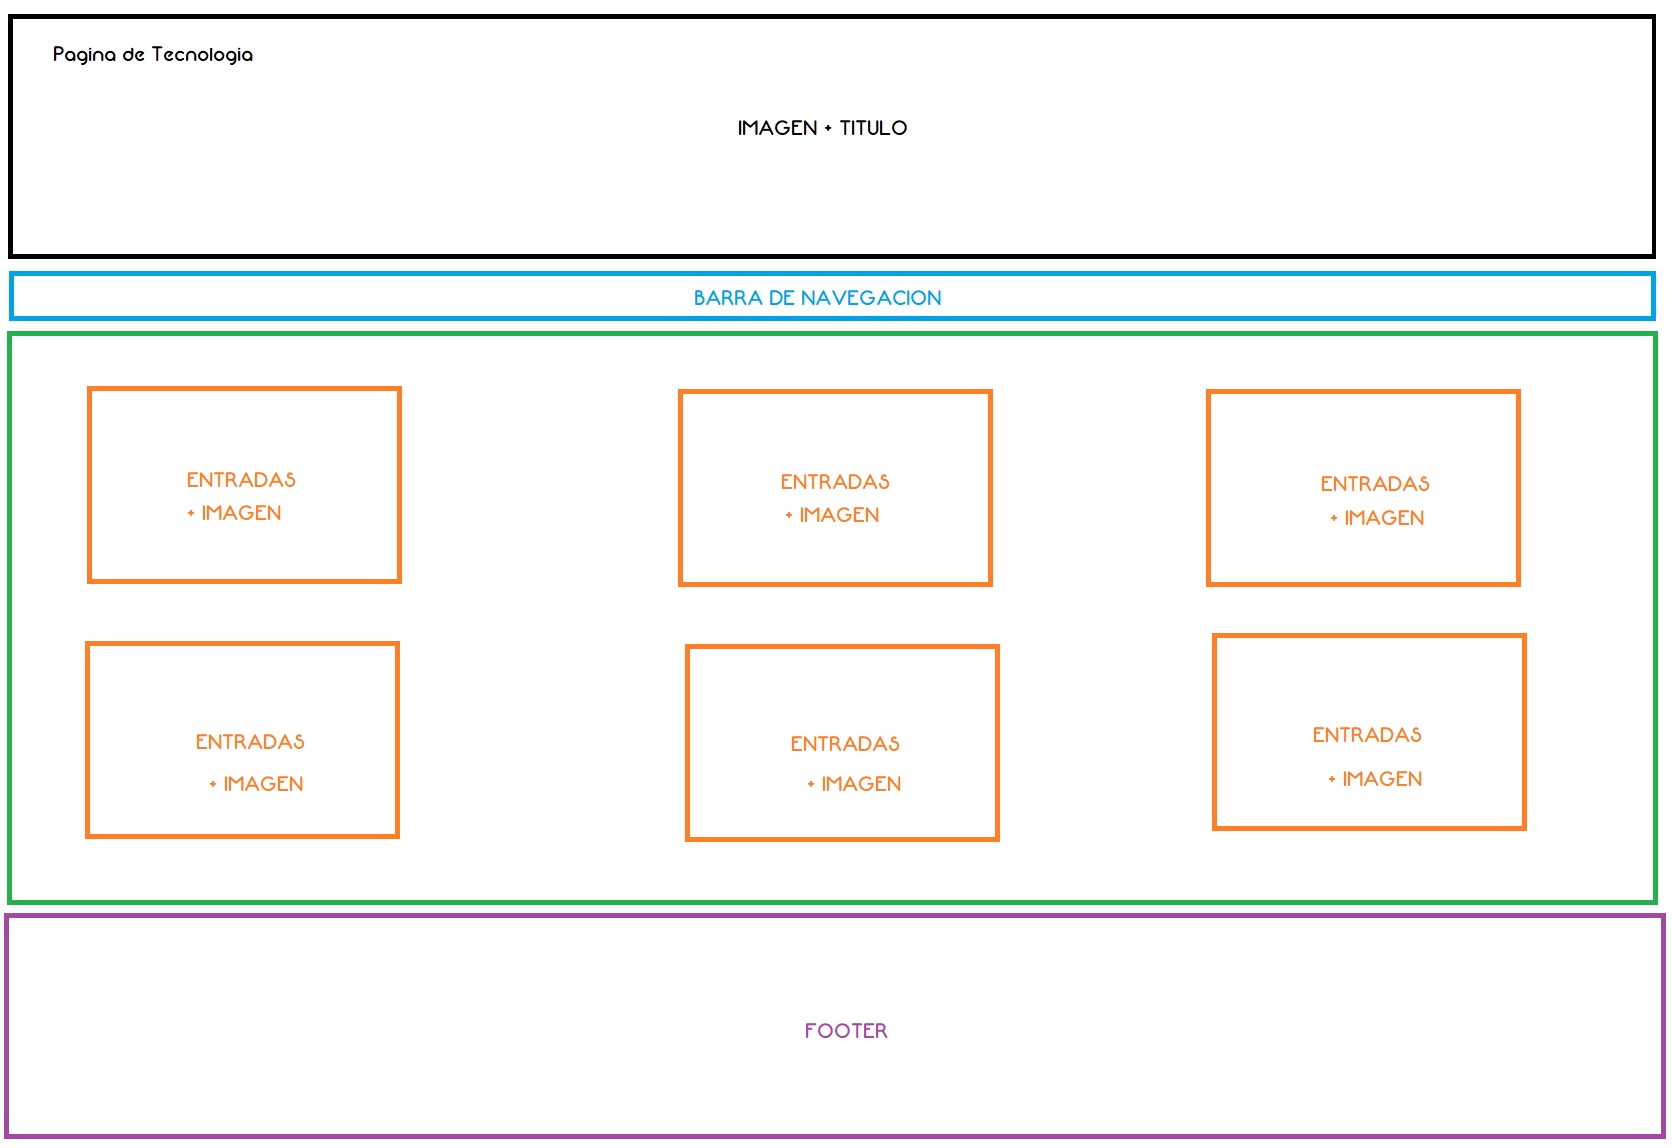 Pagina de Tecnologia
IMAGEN + TITULO
BARRA DE NAVEGACION
ENTRADAS
+ IMAGEN
ENTRADAS
+ IMAGEN
ENTRADAS
+ IMAGEN
ENTRADAS
+ IMAGEN
ENTRADAS
+ IMAGEN
ENTRADAS
+ IMAGEN
FOOTER